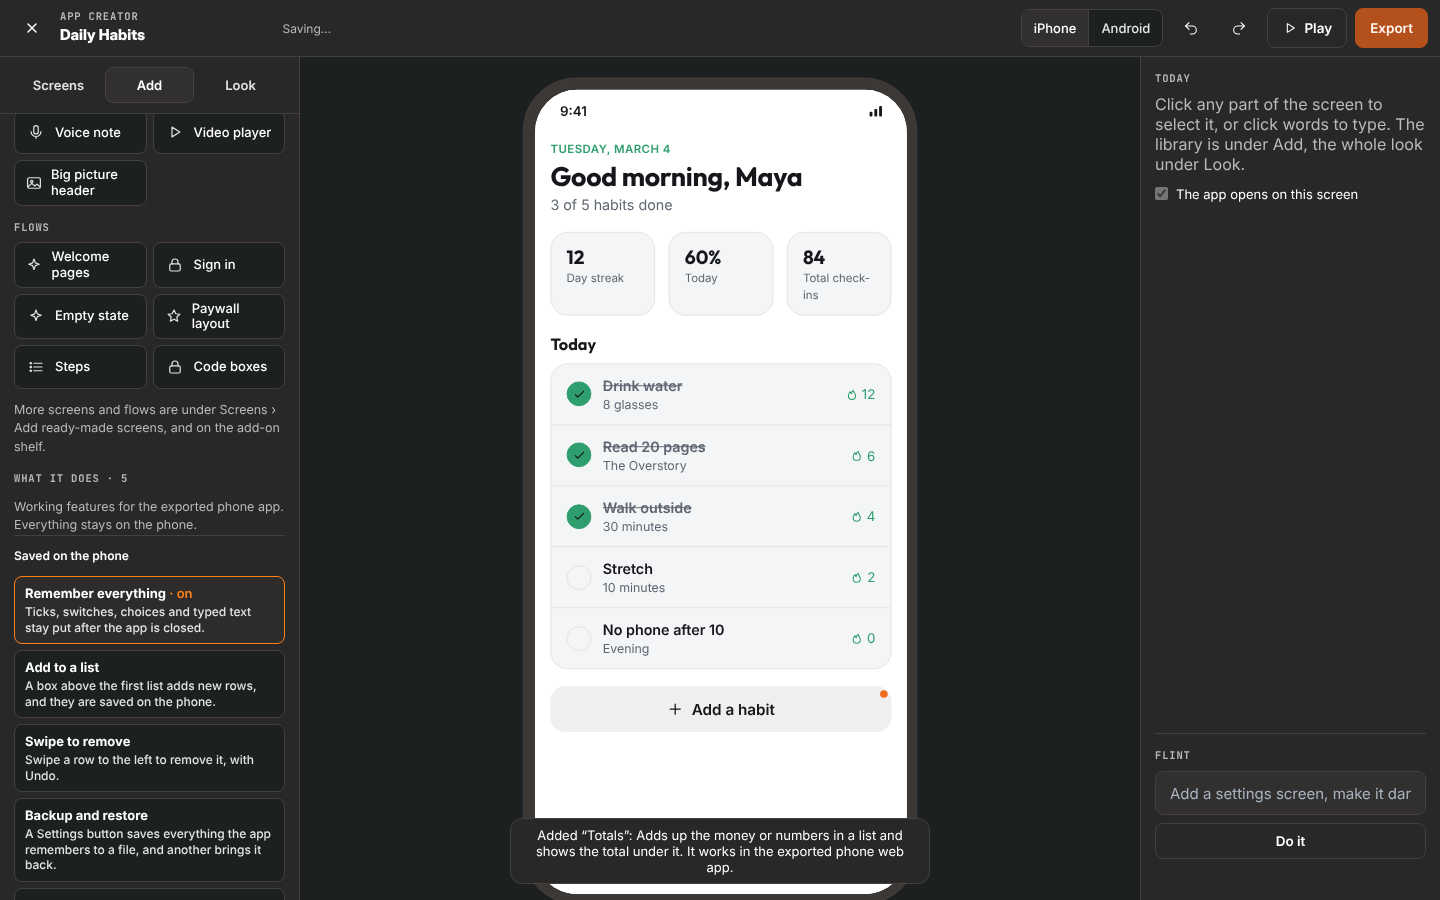 APP CREATOR
Daily Habits
Saving...
iPhone
Android
Play
Export
Screens
Add
Look
Voice note
Video player
Big picture
header
FLOWS
Welcome
pages
Sign in
Empty state
Paywall
layout
Steps
Code boxes
More screens and flows are under Screens ›
Add ready-made screens, and on the add-on
shelf.
WHAT IT DOES · 5
Working features for the exported phone app.
Everything stays on the phone.
Saved on the phone
Remember everything · on
Ticks, switches, choices and typed text
stay put after the app is closed.
Add to a list
A box above the first list adds new rows,
and they are saved on the phone.
Swipe to remove
Swipe a row to the left to remove it, with
Undo.
Backup and restore
A Settings button saves everything the app
remembers to a file, and another brings it
back.
9:41
TUESDAY, MARCH 4
Good morning, Maya
3 of 5 habits done
12
Day streak
60%
Today
84
Total check-
ins
Today
Drink water
8 glasses
12
Read 20 pages
The Overstory
6
Walk outside
30 minutes
4
Stretch
10 minutes
2
No phone after 10
Evening
0
Add a habit
Added “Totals”: Adds up the money or numbers in a list and
shows the total under it. It works in the exported phone web
app.
TODAY
Click any part of the screen to
select it, or click words to type. The
library is under Add, the whole look
under Look.
The app opens on this screen
FLINT
Add a settings screen, make it dar
Do it